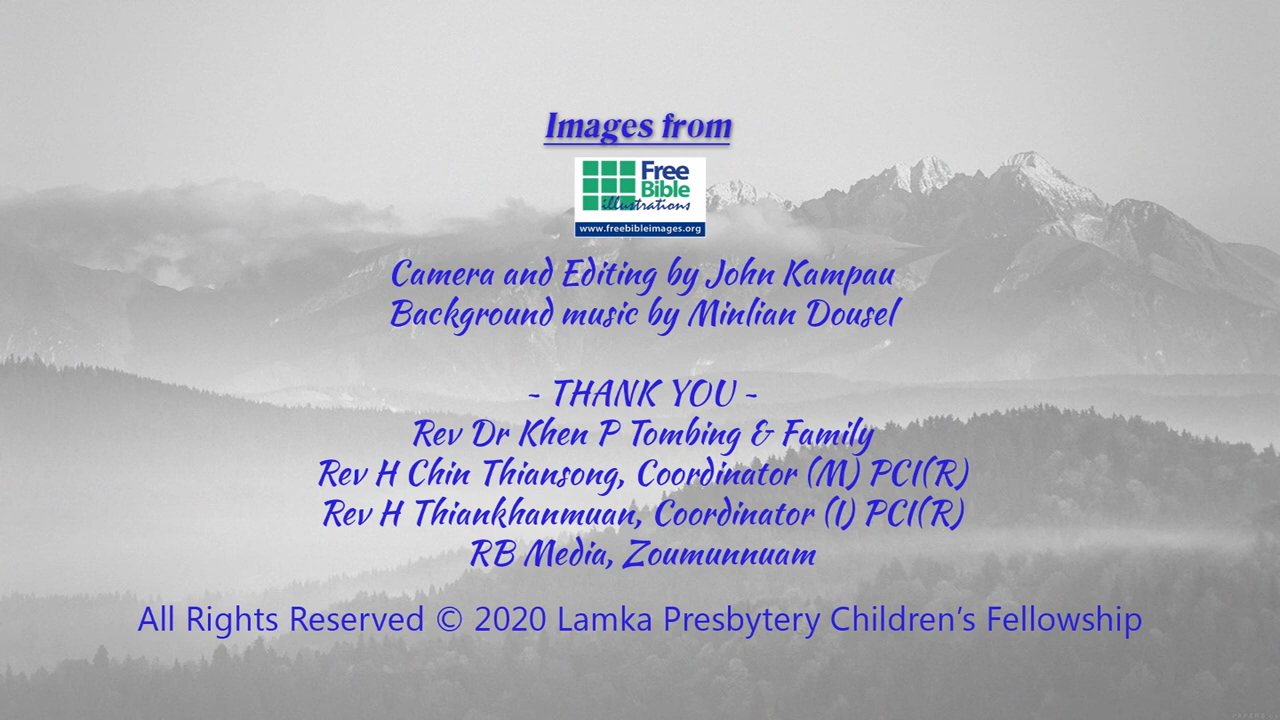 Images from
Free
Bible
illustrations
www.freebibleimages.org
Camera and Editing by John Kampau
Background music by Minlian Dousel
~ THANK YOU ~
Rev Dr Khen P Tombing & Family
Rev H Chin Thiansong, Coordinator (M) PCI(R)
Rev H Thiankhanmuan, Coordinator (I) PCI(R)
RB Media, Zoumunnuam
All Rights Reserved © 2020 Lamka Presbytery Children’s Fellowship